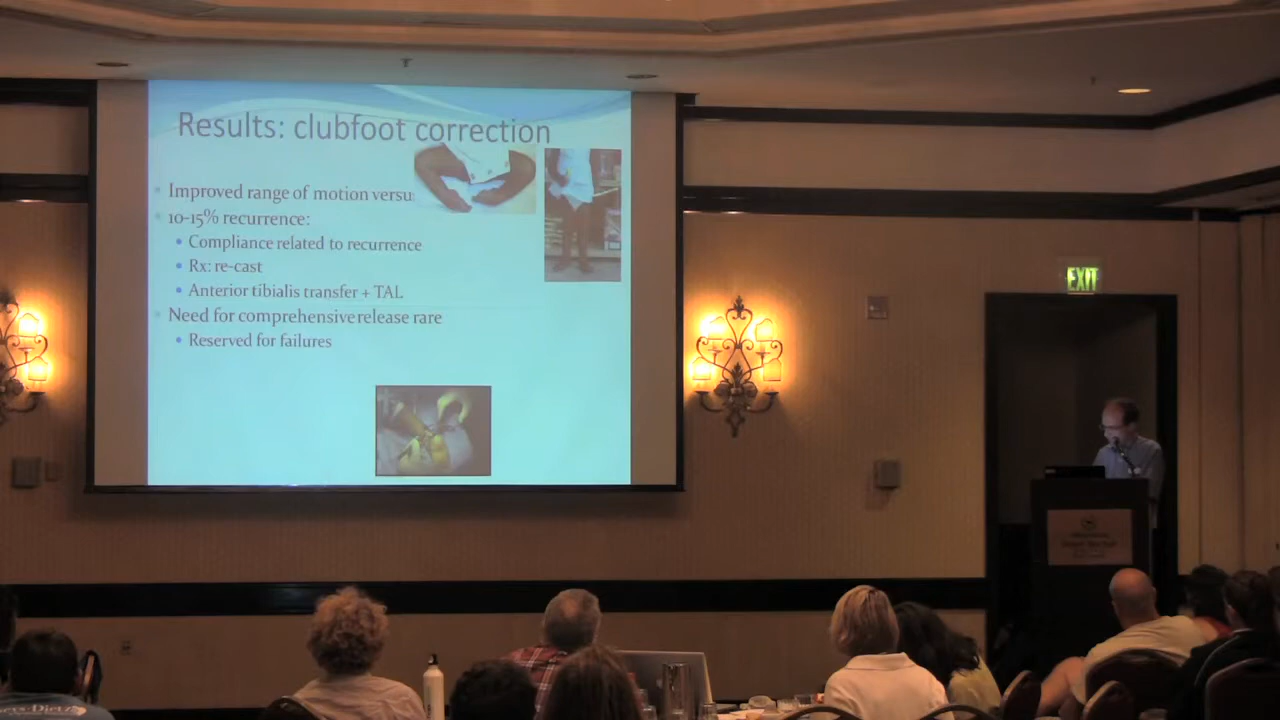 Results: clubfoot correction
Improved range of motion versu
10-15% recurrence:
Compliance related to recurrence
Rx: re-cast
Anterior tibialis transfer + TAL
Need for comprehensive release rare
Reserved for failures
EXIT